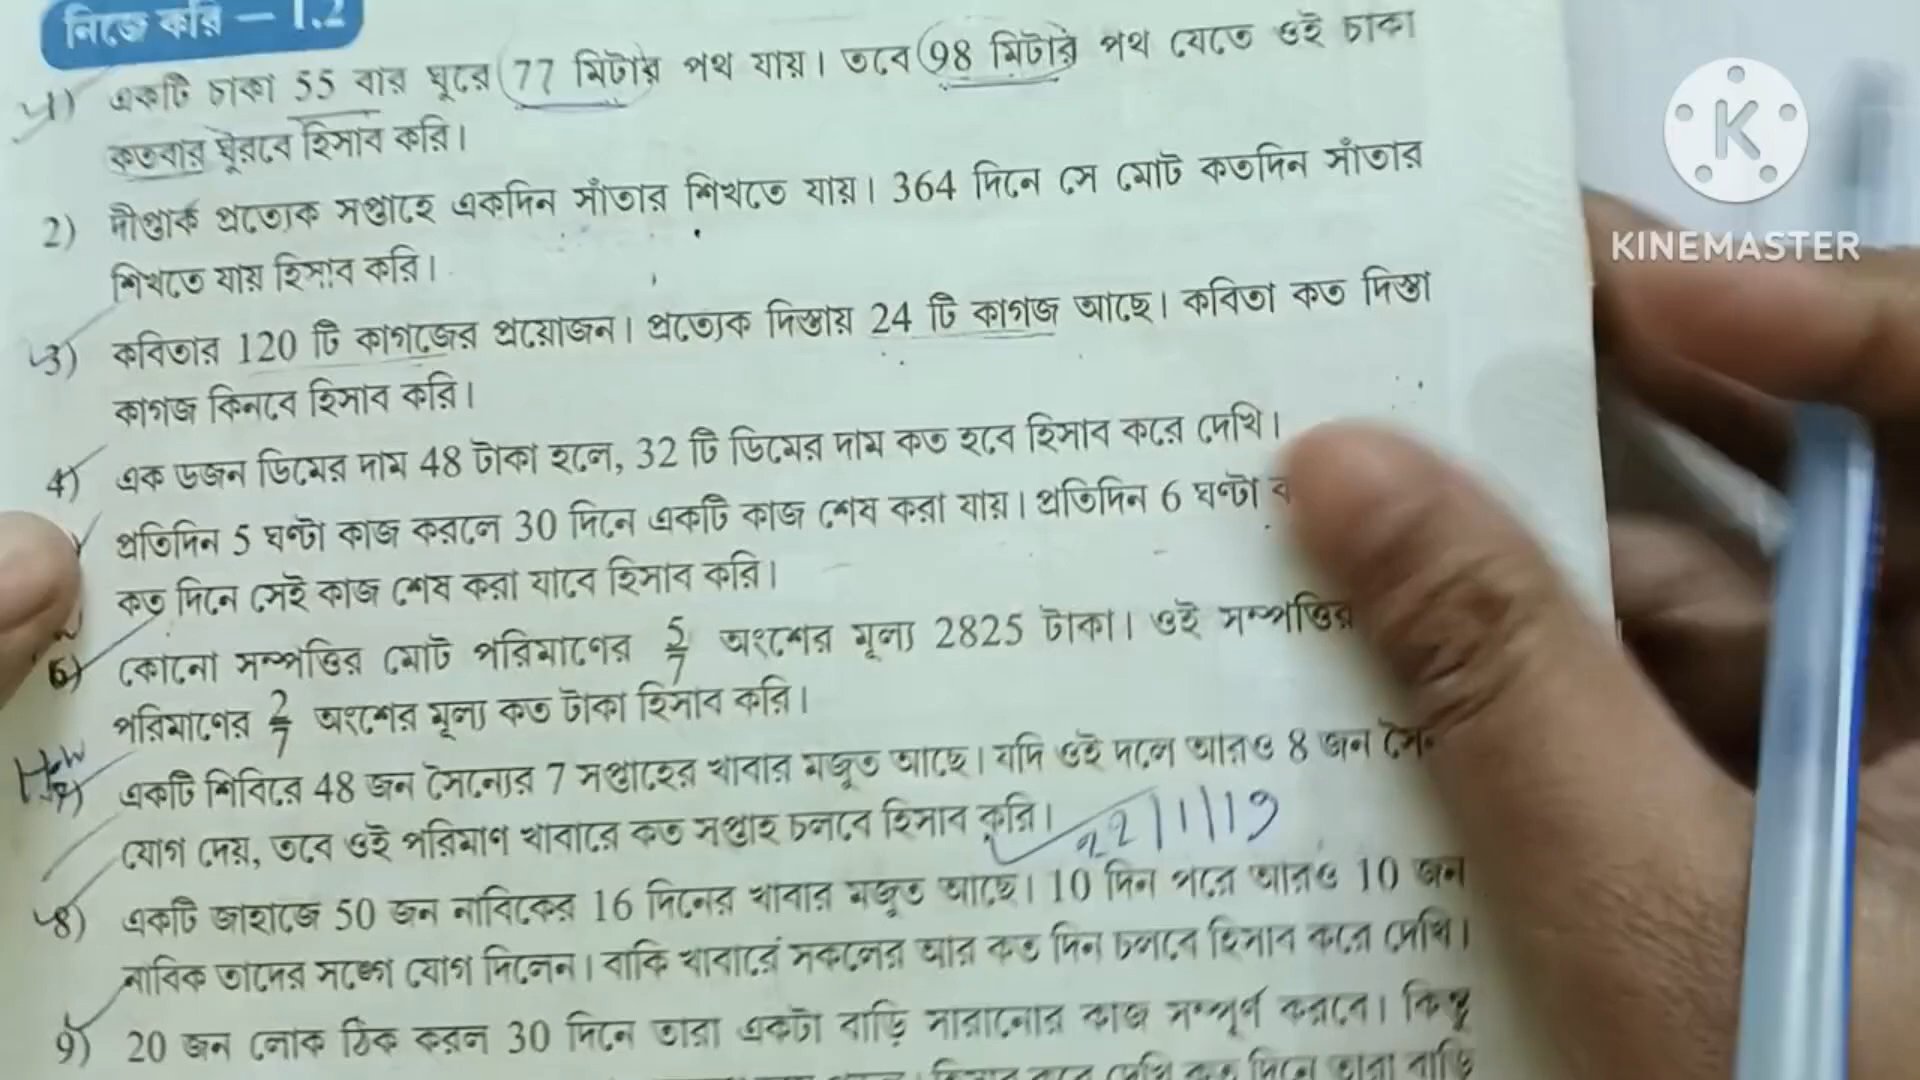 নিজে করি – 1.2
1) একটি চাকা 55 বার ঘুরে 77 মিটার পথ যায়। তবে 98 মিটার পথ যেতে ওই চাকা
কতবার ঘুরবে হিসাব করি।
2) দীপ্তার্ক প্রত্যেক সপ্তাহে একদিন সাঁতার শিখতে যায়। 364 দিনে সে মোট কতদিন সাঁতার
শিখতে যায় হিসাব করি।
3) কবিতার 120 টি কাগজের প্রয়োজন। প্রত্যেক দিস্তায় 24 টি কাগজ আছে। কবিতা কত দিস্তা
কাগজ কিনবে হিসাব করি।
4) এক ডজন ডিমের দাম 48 টাকা হলে, 32 টি ডিমের দাম কত হবে হিসাব করে দেখি।
প্রতিদিন 5 ঘণ্টা কাজ করলে 30 দিনে একটি কাজ শেষ করা যায়। প্রতিদিন 6 ঘণ্টা
কত দিনে সেই কাজ শেষ করা যাবে হিসাব করি।
6) কোনো সম্পত্তির মোট পরিমাণের 5/7 অংশের মূল্য 2825 টাকা। ওই সম্পত্তির
পরিমাণের 2/7 অংশের মূল্য কত টাকা হিসাব করি।
H.W
7) একটি শিবিরে 48 জন সৈন্যের 7 সপ্তাহের খাবার মজুত আছে। যদি ওই দলে আরও 8 জন
যোগ দেয়, তবে ওই পরিমাণ খাবারে কত সপ্তাহ চলবে হিসাব করি।
22/1/19
8) একটি জাহাজে 50 জন নাবিকের 16 দিনের খাবার মজুত আছে। 10 দিন পরে আরও 10 জন
নাবিক তাদের সঙ্গে যোগ দিলেন। বাকি খাবারে সকলের আর কত দিন চলবে হিসাব করে দেখি।
9) 20 জন লোক ঠিক করল 30 দিনে তারা একটা বাড়ি সারানোর কাজ সম্পূর্ণ করবে। কিন্তু
K
KINEMASTER